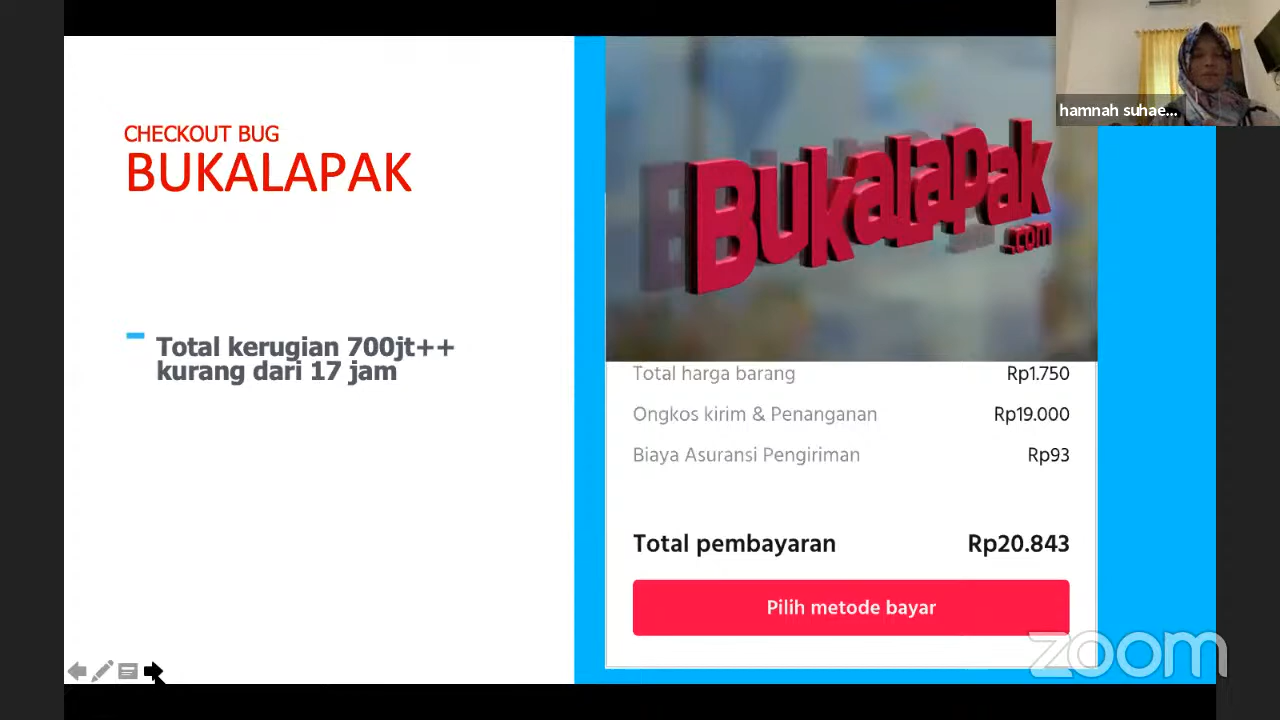 CHECKOUT BUG
BUKALAPAK
Total kerugian 700jt++
kurang dari 17 jam
Bukalapak
.com
Total harga barang Rp1.750
Ongkos kirim & Penanganan Rp19.000
Biaya Asuransi Pengiriman Rp93
Total pembayaran Rp20.843
Pilih metode bayar
hamnah suhae...
zoom